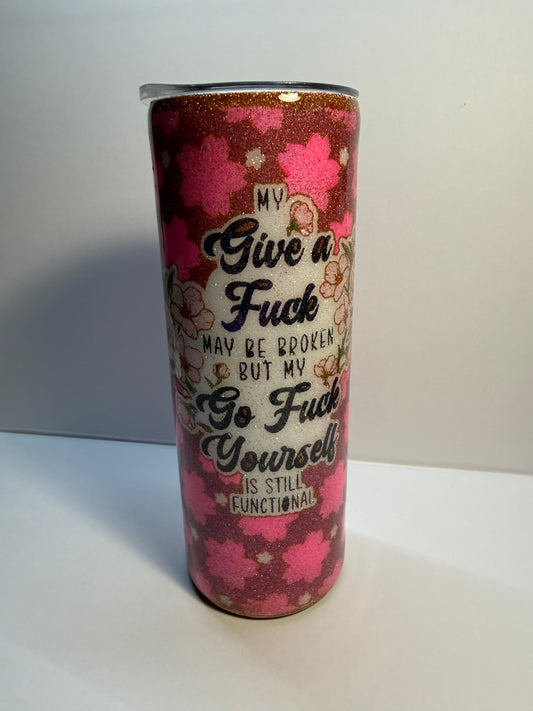 MY
Give a
Fuck
MAY BE BROKEN
BUT MY
Go Fuck
Yourself
IS STILL
FUNCTIONAL